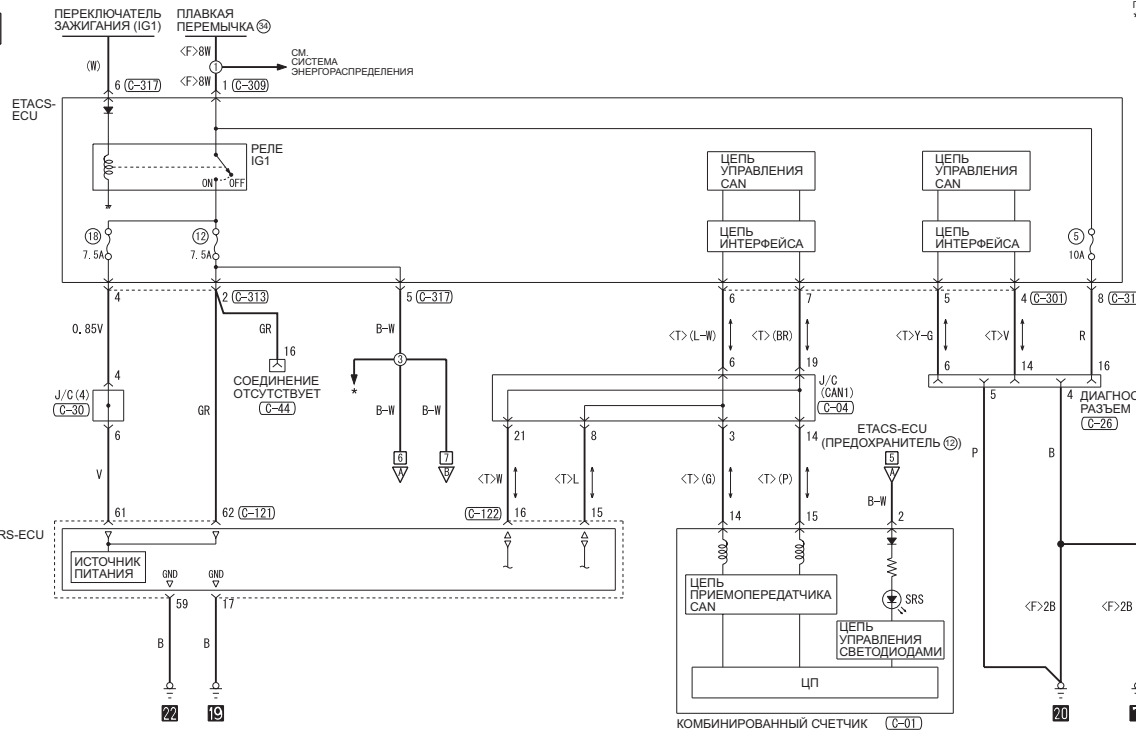 ПЕРЕКЛЮЧАТЕЛЬ
ЗАЖИГАНИЯ (IG1)
ПЛАВКАЯ
ПЕРЕМЫЧКА 34
<F>8W
1
СМ.
СИСТЕМА
ЭНЕРГОРАСПРЕДЕЛЕНИЯ
(W)
<F>8W
6 (C-317)
1 (C-309)
ETACS-
ECU
РЕЛЕ
IG1
ON
OFF
ЦЕПЬ
УПРАВЛЕНИЯ
CAN
ЦЕПЬ
УПРАВЛЕНИЯ
CAN
ЦЕПЬ
ИНТЕРФЕЙСА
ЦЕПЬ
ИНТЕРФЕЙСА
18
7.5A
12
7.5A
5
10A
4
2 (C-313)
5 (C-317)
6
7
5
4 (C-301)
8
0.85V
GR
B-W
<T>(L-W)
<T>(BR)
<T>Y-G
<T>V
R
16
СОЕДИНЕНИЕ
ОТСУТСТВУЕТ
(C-44)
3
*
4
J/C(4)
(C-30)
6
GR
B-W
B-W
6
19
J/C
(CAN1)
(C-04)
6
14
16
5
4
РАЗЪЕМ
(C-26)
21
8
3
14
ETACS-ECU
(ПРЕДОХРАНИТЕЛЬ 12)
5
A
V
6
A
7
B
<T>W
<T>L
<T>(G)
<T>(P)
B-W
P
B
61
62 (C-121)
(C-122) 16
15
14
15
2
RS-ECU
ИСТОЧНИК
ПИТАНИЯ
GND
GND
59
17
B
B
22
19
ЦЕПЬ
ПРИЕМОПЕРЕДАТЧИКА
CAN
SRS
ЦЕПЬ
УПРАВЛЕНИЯ
СВЕТОДИОДАМИ
ЦП
<F>2B
<F>2B
20
КОМБИНИРОВАННЫЙ СЧЕТЧИК (C-01)